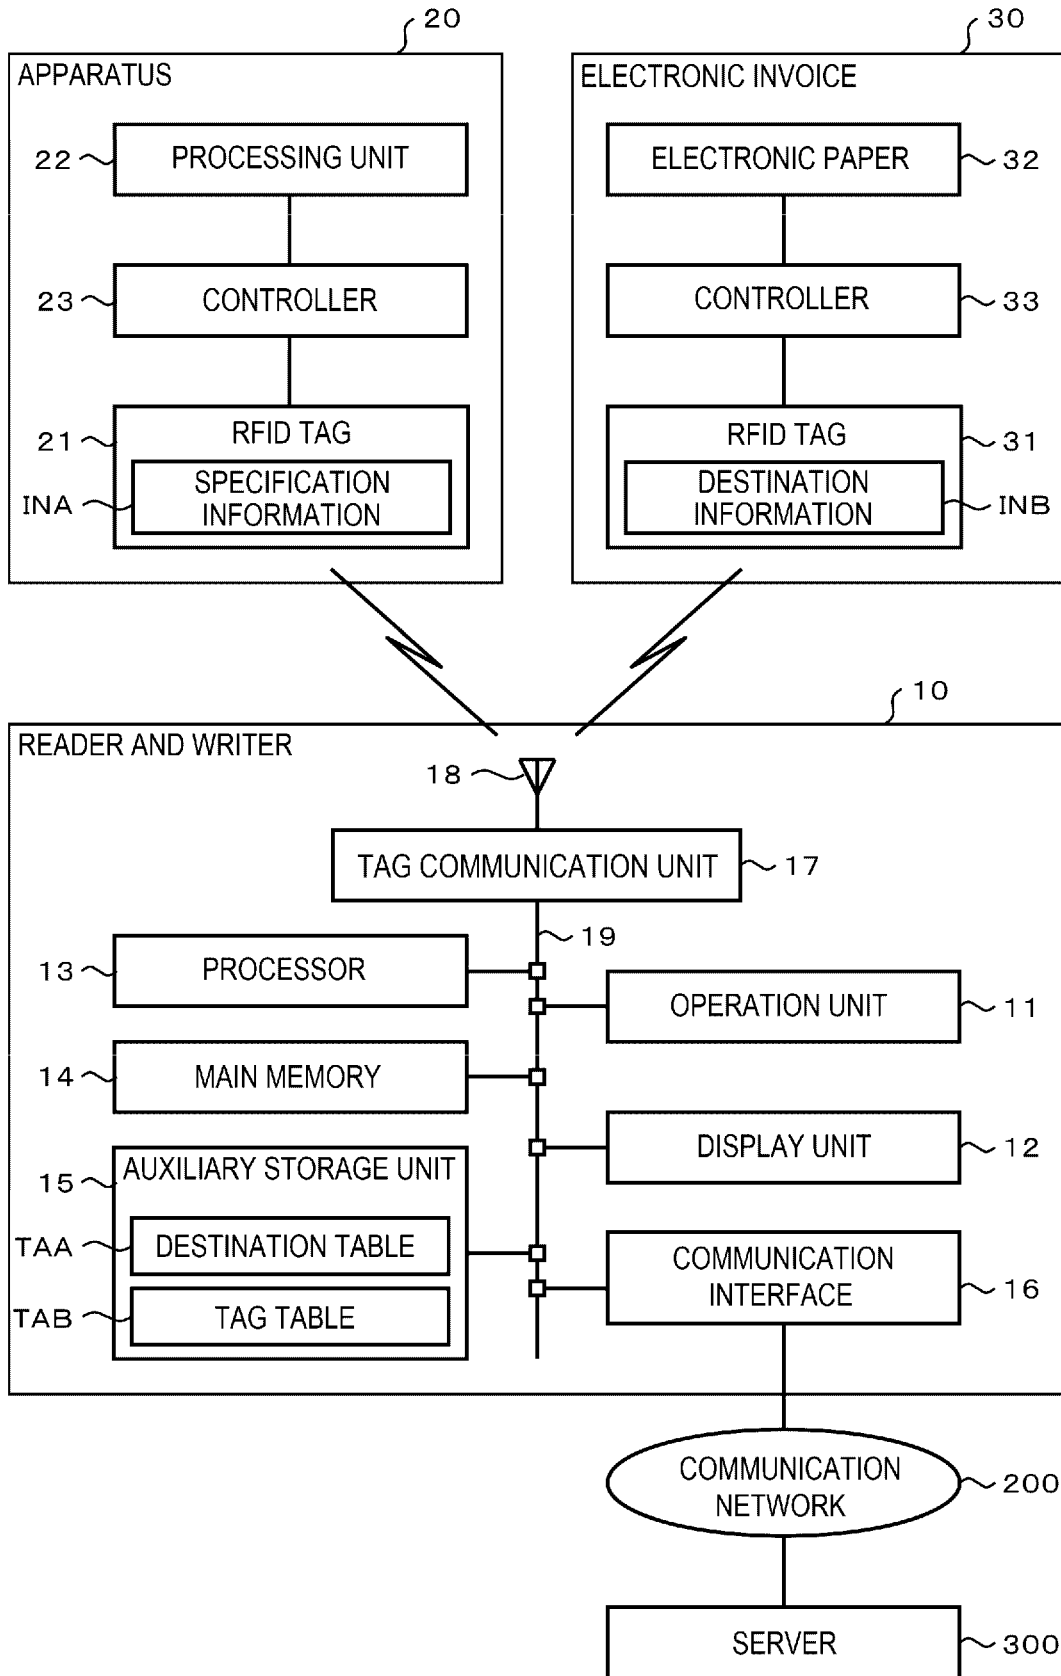 20
APPARATUS
22
PROCESSING UNIT
23
CONTROLLER
21
RFID TAG
INA
SPECIFICATION
INFORMATION
30
ELECTRONIC INVOICE
ELECTRONIC PAPER
32
CONTROLLER
33
RFID TAG
31
DESTINATION
INFORMATION
INB
10
READER AND WRITER
18
TAG COMMUNICATION UNIT
17
19
13
PROCESSOR
OPERATION UNIT
11
14
MAIN MEMORY
DISPLAY UNIT
12
15
AUXILIARY STORAGE UNIT
TAA
DESTINATION TABLE
TAB
TAG TABLE
COMMUNICATION
INTERFACE
16
COMMUNICATION
NETWORK
200
SERVER
300